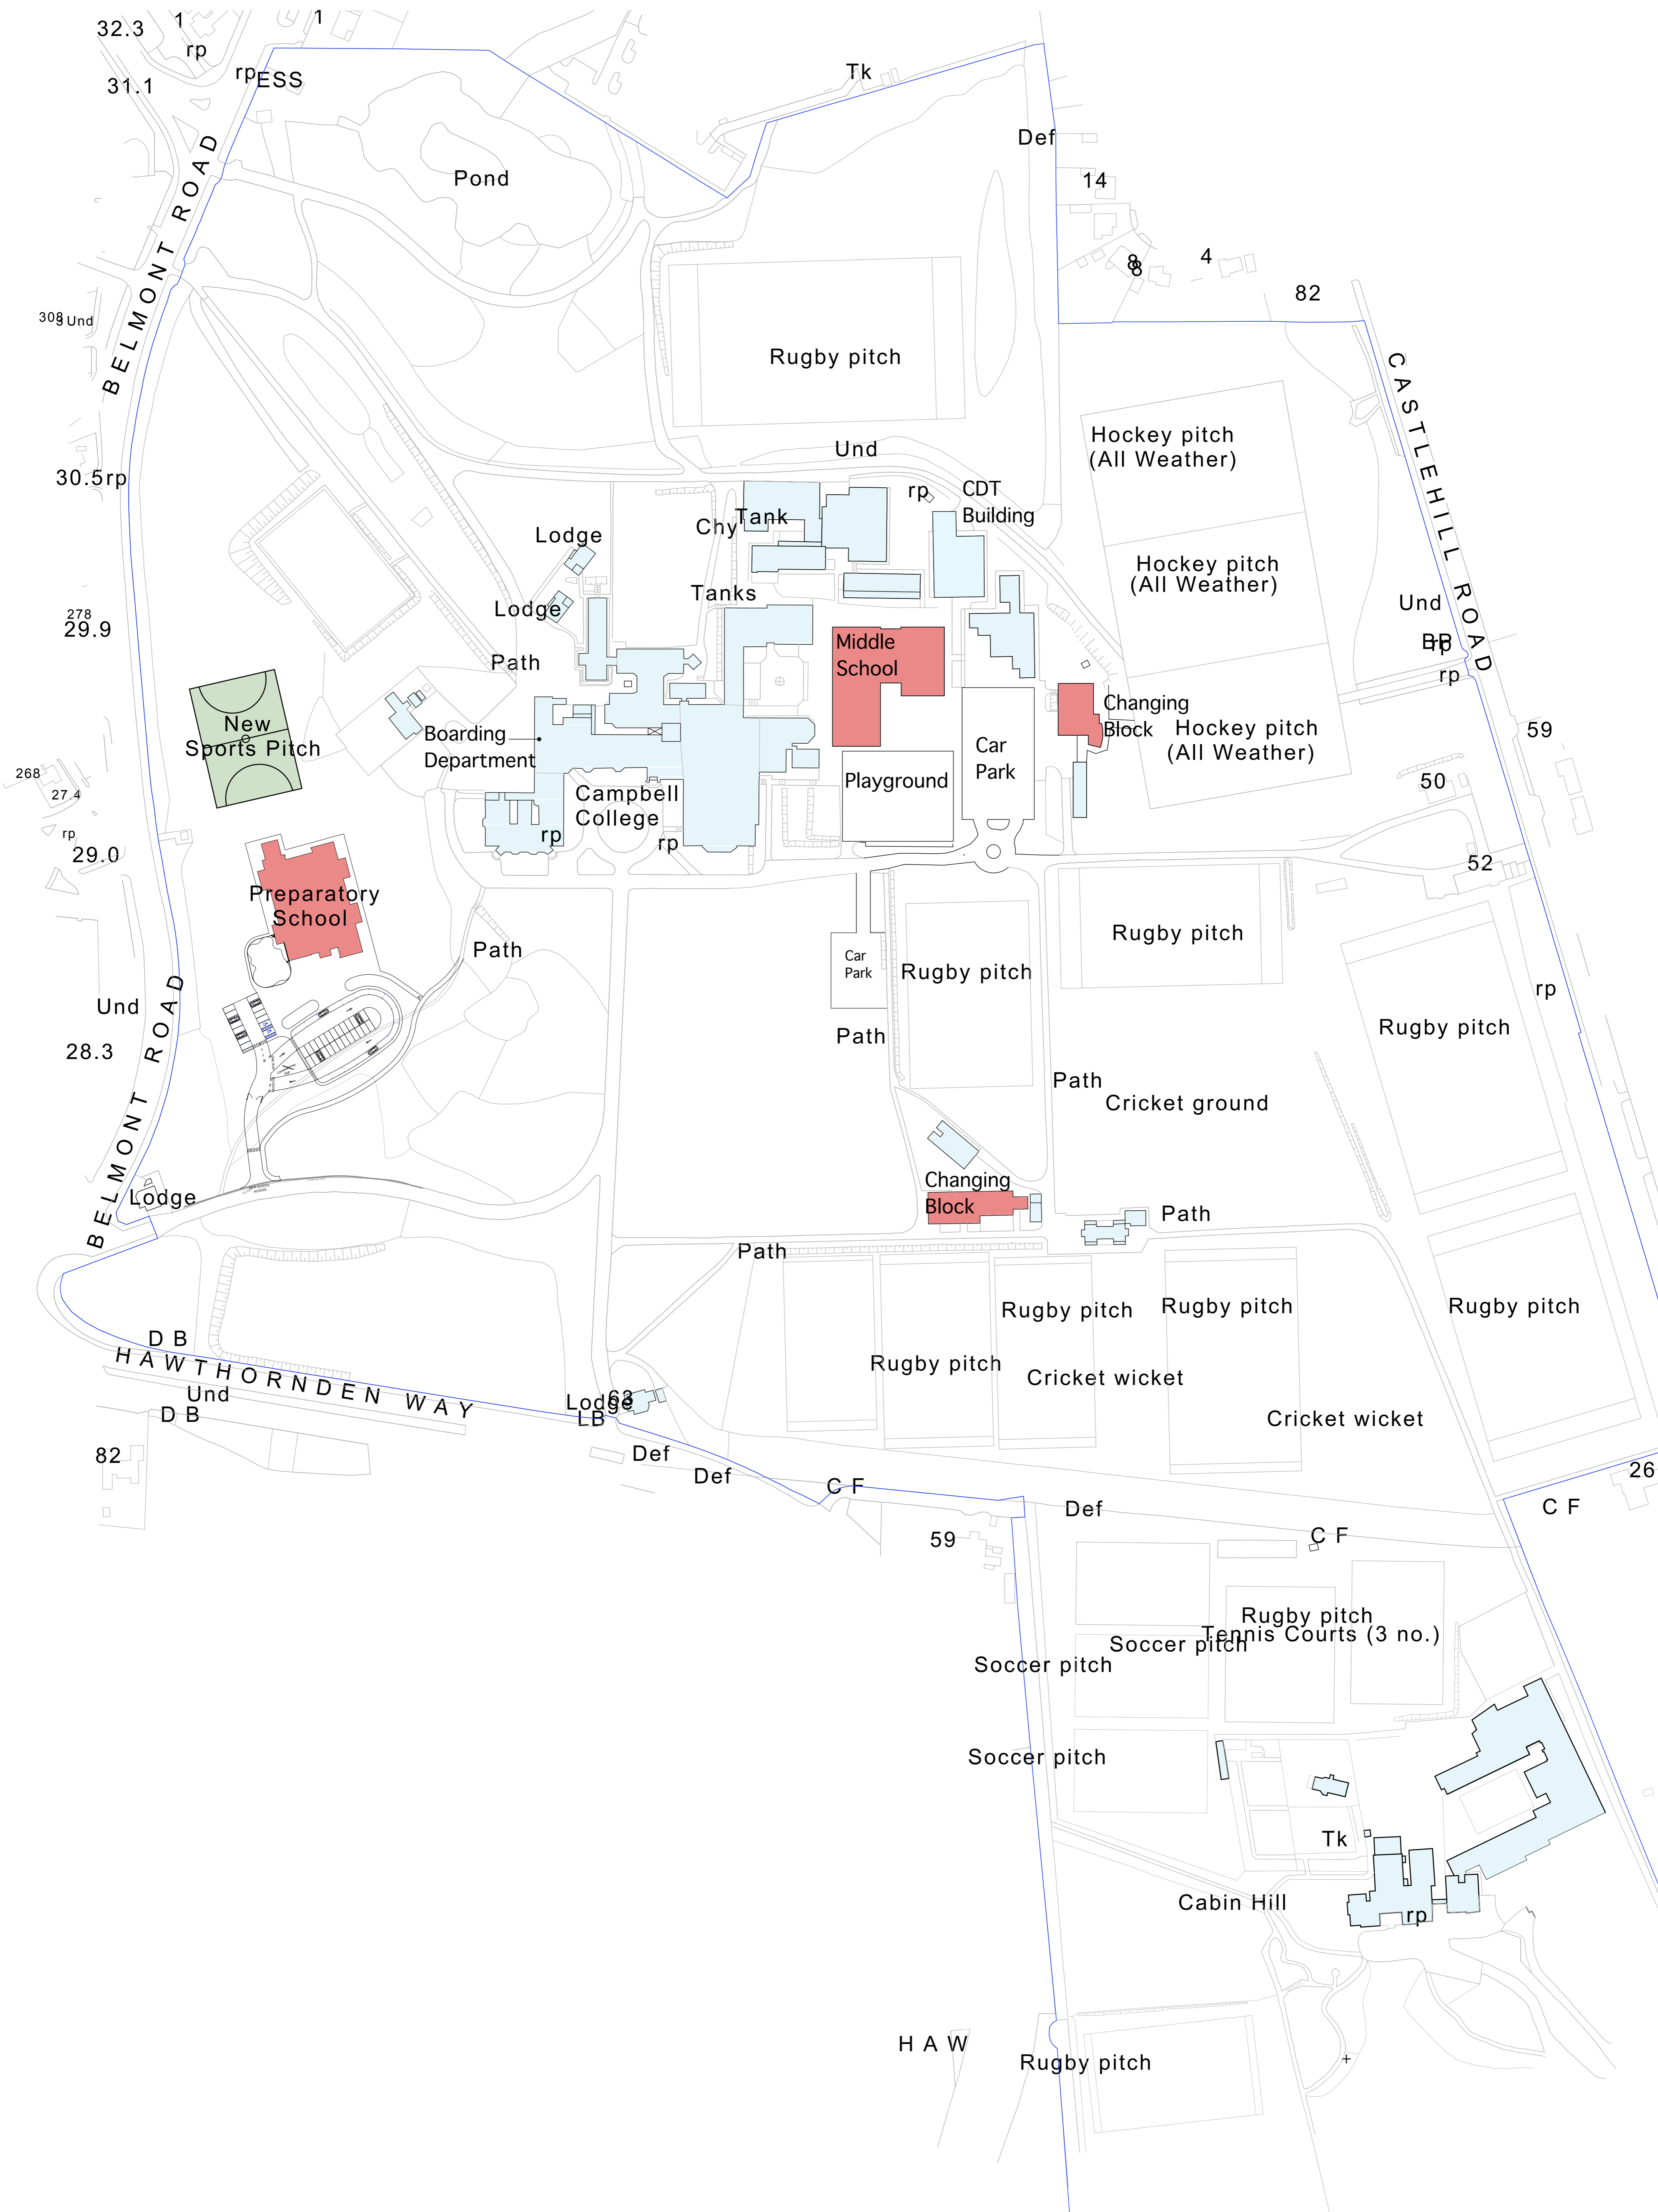 32.3
1
1
rp
rp
ESS
31.1
Tk
Def
Pond
14
BELMONT ROAD
8
8
4
82
308
3 Und
Rugby pitch
CASTLEHILL ROAD
Hockey pitch
(All Weather)
Und
30.5rp
rp
CDT
Building
Tank
Chy
Lodge
Hockey pitch
(All Weather)
Tanks
Lodge
Und
278
29.9
Middle
School
BP
rp
Path
rp
Changing
Block
New
Sports Pitch
Hockey pitch
(All Weather)
59
Boarding
Department
Car
Park
268
27.4
Playground
50
Campbell
College
rp
rp
rp
29.0
52
Preparatory
School
Rugby pitch
Path
Car
Park
Rugby pitch
rp
Und
Rugby pitch
Path
28.3
BELMONT ROAD
Path
Cricket ground
Changing
Block
Lodge
Path
Path
Rugby pitch
Rugby pitch
Rugby pitch
D B
HAWTHORNDEN WAY
Rugby pitch
Cricket wicket
Und
Lodge
63
LB
D B
Cricket wicket
82
Def
Def
C F
26
Def
C F
59
C F
Rugby pitch
Tennis Courts (3 no.)
Soccer pitch
Soccer pitch
Soccer pitch
Tk
Cabin Hill
rp
H A W
Rugby pitch